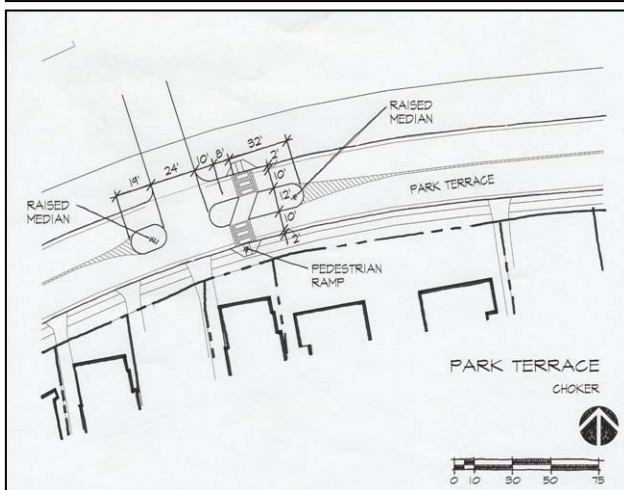 RAISED
MEDIAN
19'
24'
10'
8'
32'
2'
10'
12'
10'
2'
RAISED
MEDIAN
PARK TERRACE
PEDESTRIAN
RAMP
PARK TERRACE
CHOKER
0 10 30 50 75